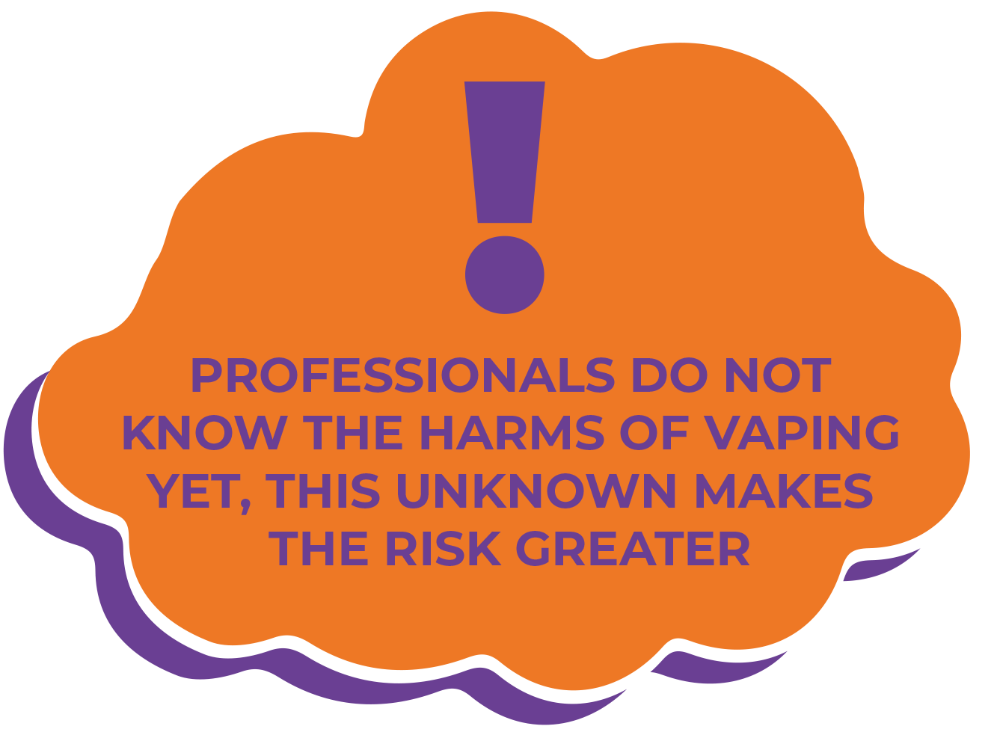 !
PROFESSIONALS DO NOT
KNOW THE HARMS OF VAPING
YET, THIS UNKNOWN MAKES
THE RISK GREATER